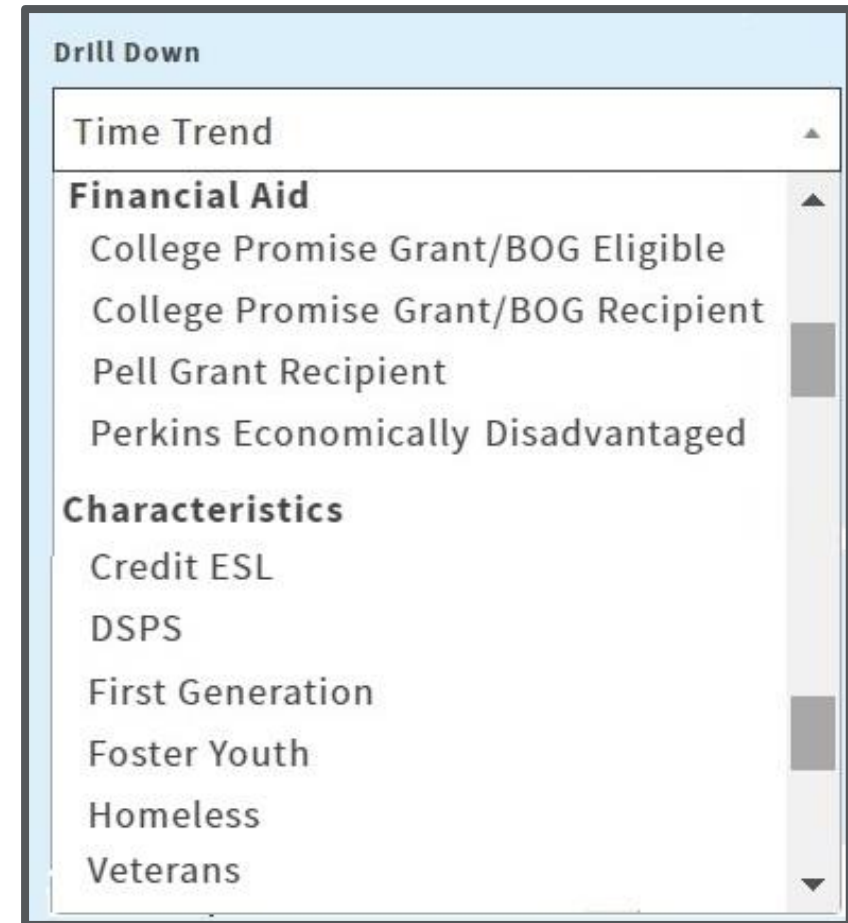 Drill Down
Time Trend
Financial Aid
College Promise Grant/BOG Eligible
College Promise Grant/BOG Recipient
Pell Grant Recipient
Perkins Economically Disadvantaged
Characteristics
Credit ESL
DSPS
First Generation
Foster Youth
Homeless
Veterans